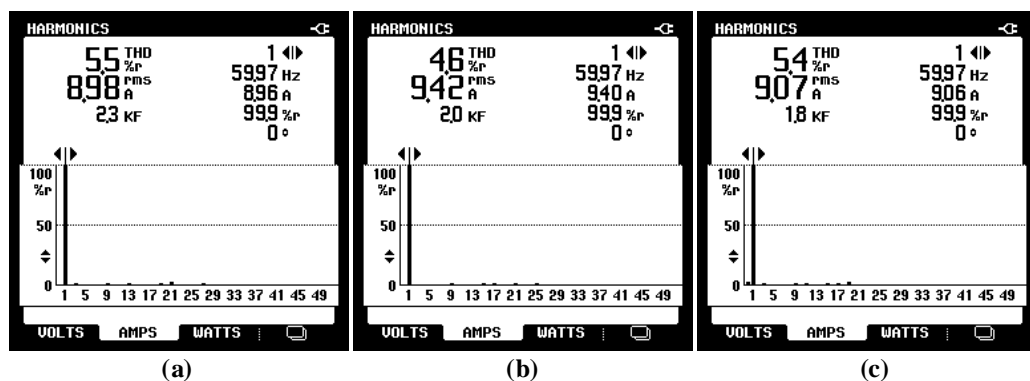 HARMONICS
5.5 THD %r
8.98 rms A
2.3 KF
1
59.97 Hz
8.96 A
99.9 %r
0 °
100
%r
50
0
1 5 9 13 17 21 25 29 33 37 41 45 49
VOLTS AMPS WATTS
(a)
HARMONICS
4.6 THD %r
9.42 rms A
2.0 KF
1
59.97 Hz
9.40 A
99.9 %r
0 °
100
%r
50
0
1 5 9 13 17 21 25 29 33 37 41 45 49
VOLTS AMPS WATTS
(b)
HARMONICS
5.4 THD %r
9.07 rms A
1.8 KF
1
59.97 Hz
9.06 A
99.9 %r
0 °
100
%r
50
0
1 5 9 13 17 21 25 29 33 37 41 45 49
VOLTS AMPS WATTS
(c)